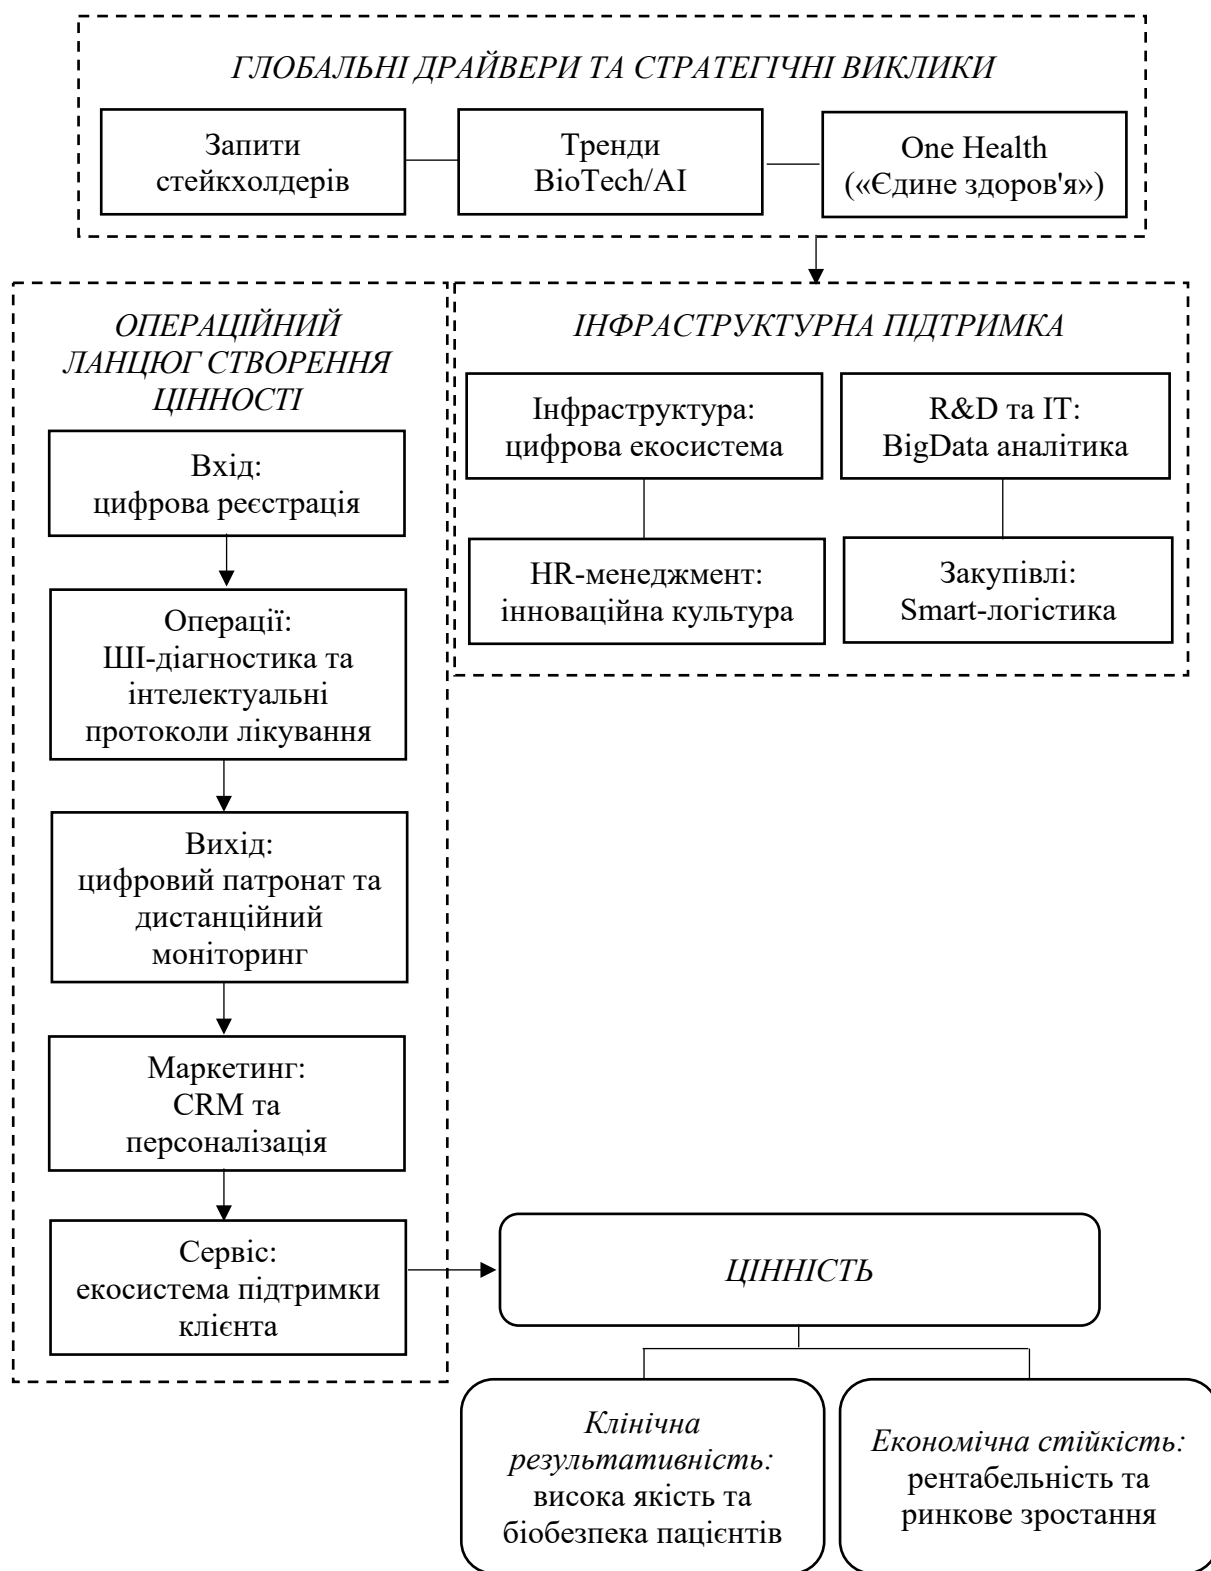 ГЛОБАЛЬНІ ДРАЙВЕРИ ТА СТРАТЕГІЧНІ ВИКЛИКИ
Запити
стейкхолдерів
Тренди
BioTech/AI
One Health
(«Єдине здоров'я»)
ОПЕРАЦІЙНИЙ
ЛАНЦЮГ СТВОРЕННЯ
ЦІННОСТІ
Вхід:
цифрова реєстрація
Операції:
ШІ-діагностика та
інтелектуальні
протоколи лікування
Вихід:
цифровий патронат та
дистанційний
моніторинг
Маркетинг:
CRM та
персоналізація
Сервіс:
екосистема підтримки
клієнта
ІНФРАСТРУКТУРНА ПІДТРИМКА
Інфраструктура:
цифрова екосистема
R&D та IT:
BigData аналітика
HR-менеджмент:
інноваційна культура
Закупівлі:
Smart-логістика
ЦІННІСТЬ
Клінічна
результативність:
висока якість та
біобезпека пацієнтів
Економічна стійкість:
рентабельність та
ринкове зростання